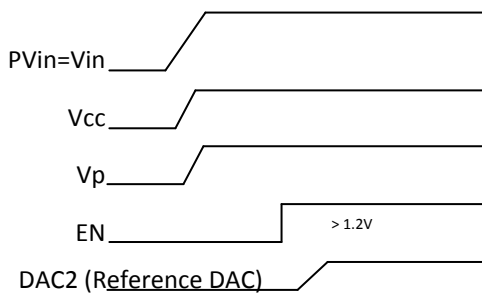 PVin=Vin
Vcc
Vp
EN
> 1.2V
DAC2 (Reference DAC)